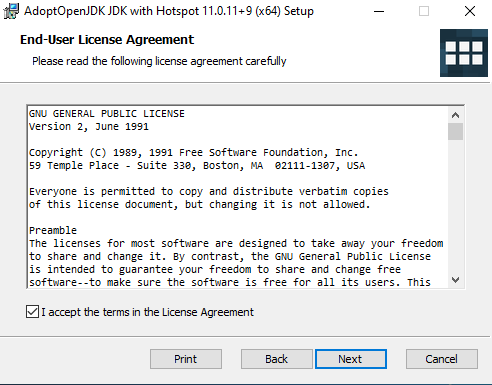 AdoptOpenJDK JDK with Hotspot 11.0.11+9 (x64) Setup
End-User License Agreement
Please read the following license agreement carefully
GNU GENERAL PUBLIC LICENSE
Version 2, June 1991
Copyright (C) 1989, 1991 Free Software Foundation, Inc.
59 Temple Place - Suite 330, Boston, MA  02111-1307, USA
Everyone is permitted to copy and distribute verbatim copies
of this license document, but changing it is not allowed.
Preamble
The licenses for most software are designed to take away your freedom
to share and change it. By contrast, the GNU General Public License
is intended to guarantee your freedom to share and change free
software--to make sure the software is free for all its users. This
I accept the terms in the License Agreement
Print Back Next Cancel